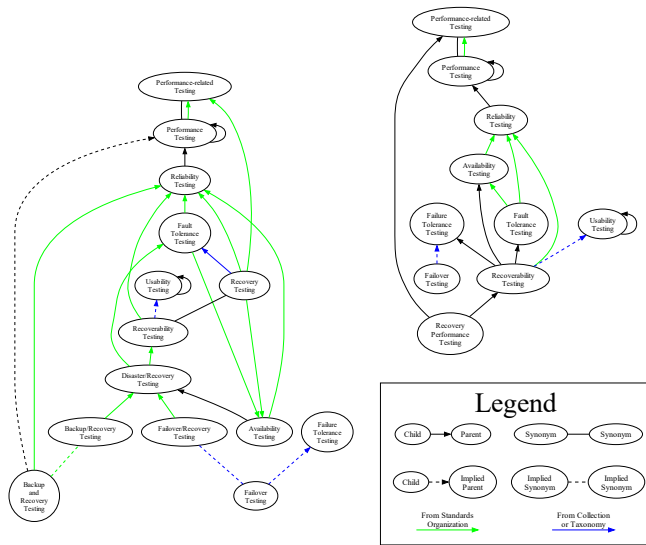 Performance-related
Testing
Performance
Testing
Reliability
Testing
Fault
Tolerance
Testing
Usability
Testing
Recovery
Testing
Recoverability
Testing
Disaster/Recovery
Testing
Backup/Recovery
Testing
Failover/Recovery
Testing
Availability
Testing
Failure
Tolerance
Testing
Backup
and
Recovery
Testing
Failover
Testing
Performance-related
Testing
Performance
Testing
Reliability
Testing
Availability
Testing
Failure
Tolerance
Testing
Fault
Tolerance
Testing
Usability
Testing
Failover
Testing
Recoverability
Testing
Recovery
Performance
Testing
Legend
Child
Parent
Synonym
Synonym
Child
Implied
Parent
Implied
Synonym
Implied
Synonym
From Standards
Organization
From Collection
or Taxonomy